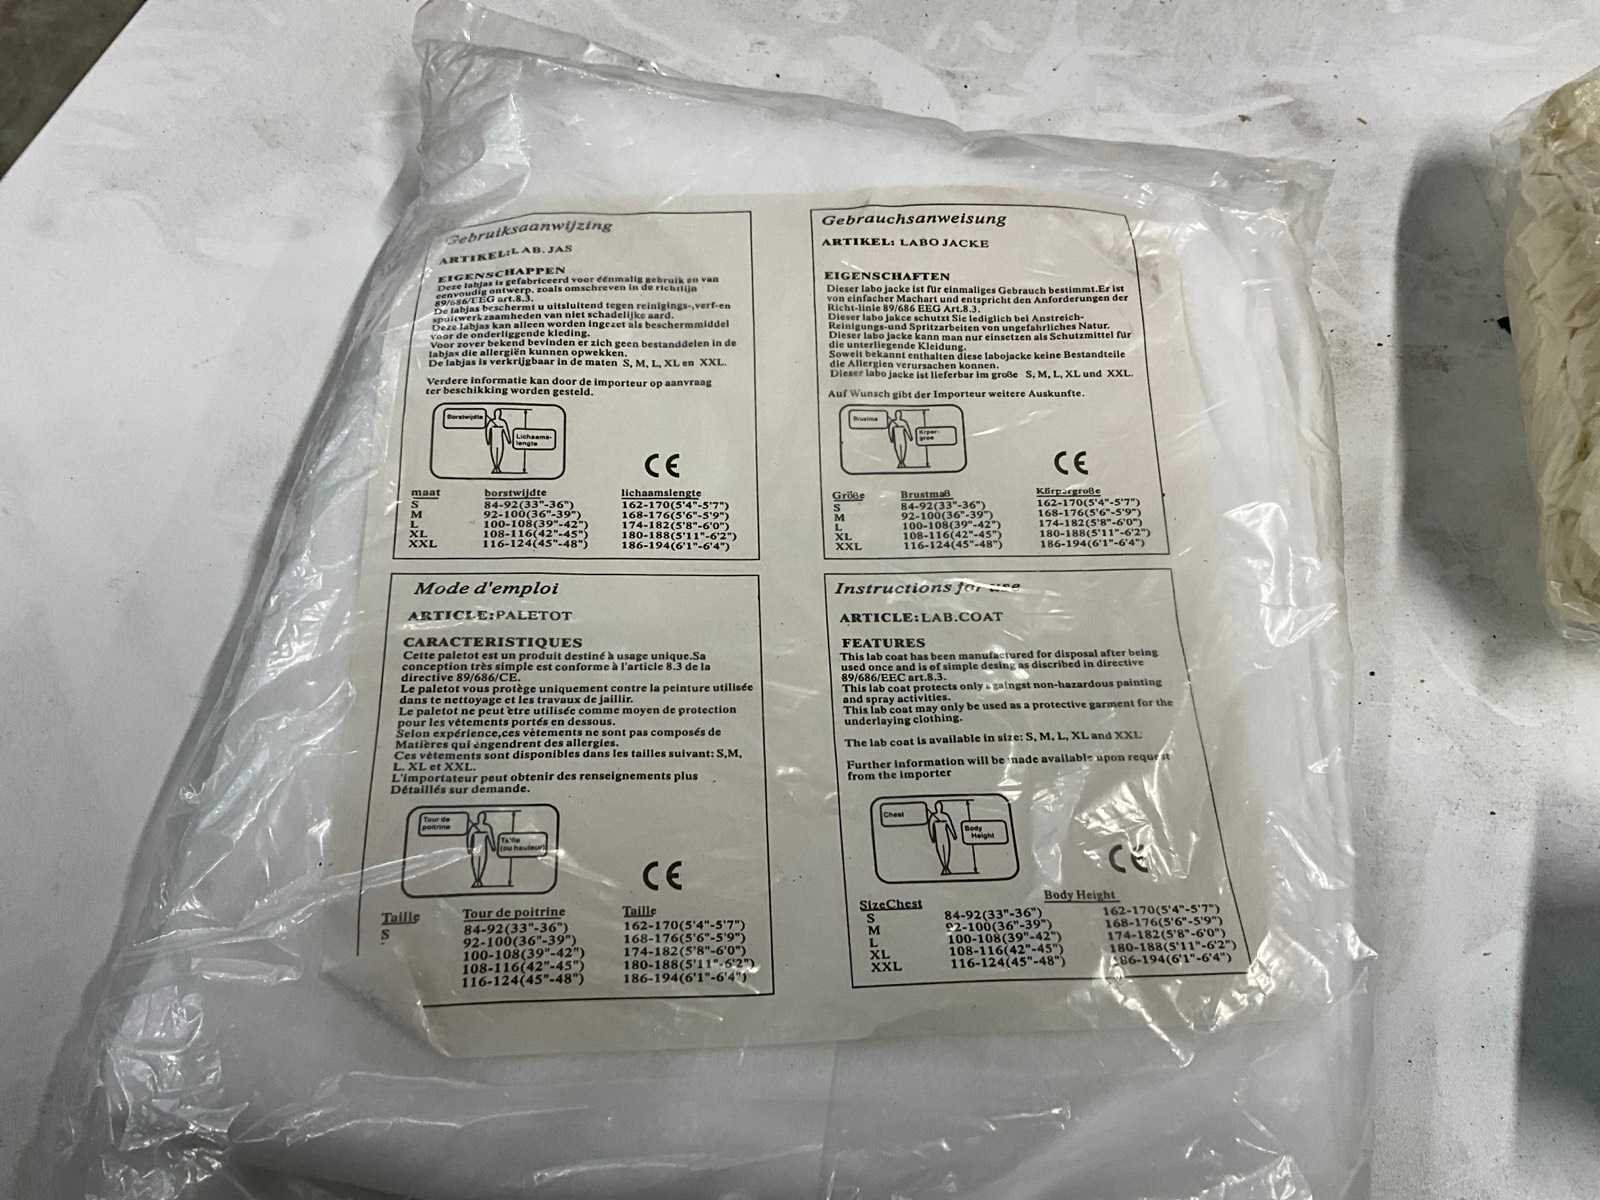 Gebruiksaanwijzing
ARTIKEL:LAB.JAS
EIGENSCHAPPEN
Deze labjas is gefabriceerd voor éénmalig gebruik en van
eenvoudig ontwerp, zoals omschreven in de richtlijn
89/686/EEG art.8.3.
De labjas beschermt u uitsluitend tegen reinigings-,verf-en
spuitwerkzaamheden van niet schadelijke aard.
Deze labjas kan alleen worden ingezet als beschermmiddel
voor de onderliggende kleding.
Voor zover bekend bevinden er zich geen bestanddelen in de
labjas die allergiën kunnen opwekken.
De labjas is verkrijgbaar in de maten S, M, L, XL en XXL.
Verdere informatie kan door de importeur op aanvraag
ter beschikking worden gesteld.
Borstwijdte
Lichaams-
lengte
CE
maat borstwijdte lichaamslengte
S 84-92(33"-36") 162-170(5'4"-5'7")
M 92-100(36"-39") 168-176(5'6"-5'9")
L 100-108(39"-42") 174-182(5'8"-6'0")
XL 108-116(42"-45") 180-188(5'11"-6'2")
XXL 116-124(45"-48") 186-194(6'1"-6'4")
Gebrauchsanweisung
ARTIKEL: LABO JACKE
EIGENSCHAFTEN
Dieser labo jacke ist für einmaliges Gebrauch bestimmt.Er ist
von einfacher Machart und entspricht den Anforderungen der
Richt-linie 89/686 EEG Art.8.3.
Dieser labo jakce schutzt Sie lediglich bei Anstreich-
Reinigungs-und Spritzarbeiten von ungefahrliches Natur.
Dieser labo jacke kann man nur einsetzen als Schutzmittel für
die unterliegende Kleidung.
Soweit bekannt enthalten diese labojacke keine Bestandteile
die Allergien verursachen konnen.
Dieser labo jacke ist lieferbar im große S, M, L, XL und XXL.
Auf Wunsch gibt der Importeur weitere Auskunfte.
Brustma
Krper-
groe
CE
Größe Brustmaß Körpergroße
S 84-92(33"-36") 162-170(5'4"-5'7")
M 92-100(36"-39") 168-176(5'6"-5'9")
L 100-108(39"-42") 174-182(5'8"-6'0")
XL 108-116(42"-45") 180-188(5'11"-6'2")
XXL 116-124(45"-48") 186-194(6'1"-6'4")
Mode d'emploi
ARTICLE:PALETOT
CARACTERISTIQUES
Cette paletot est un produit destiné à usage unique.Sa
conception très simple est conforme à l'article 8.3 de la
directive 89/686/CE.
Le paletot vous protège uniquement contre la peinture utilisée
dans te nettoyage et les travaux de jaillir.
Le paletot ne peut être utilisée comme moyen de protection
pour les vêtements portés en dessous.
Selon expérience,ces vètements ne sont pas composés de
Matières qui èngendrent des allergies.
Ces vètements sont disponibles dans les tailles suivant: S,M,
L. XL et XXL.
L'importateur peut obtenir des renseignements plus
Détaillés sur demande.
Tour de
poitrine
Taille
(ou hauteur)
CE
Taille Tour de poitrine Taille
S 84-92(33"-36") 162-170(5'4"-5'7")
92-100(36"-39") 168-176(5'6"-5'9")
100-108(39"-42") 174-182(5'8"-6'0")
108-116(42"-45") 180-188(5'11"-6'2")
116-124(45"-48") 186-194(6'1"-6'4")
Instructions for use
ARTICLE:LAB.COAT
FEATURES
This lab coat has been manufactured for disposal after being
used once and is of simple desing as discribed in directive
89/686/EEC art.8.3.
This lab coat protects only againgst non-hazardous painting
and spray activities.
This lab coat may only be used as a protective garment for the
underlaying clothing.
The lab coat is available in size: S, M, L, XL and XXL
Further information will be made available upon request
from the importer
Chest
Body
Height
CE
SizeChest Body Height
S 84-92(33"-36") 162-170(5'4"-5'7")
M 92-100(36"-39") 168-176(5'6"-5'9")
L 100-108(39"-42") 174-182(5'8"-6'0")
XL 108-116(42"-45") 180-188(5'11"-6'2")
XXL 116-124(45"-48") 186-194(6'1"-6'4")